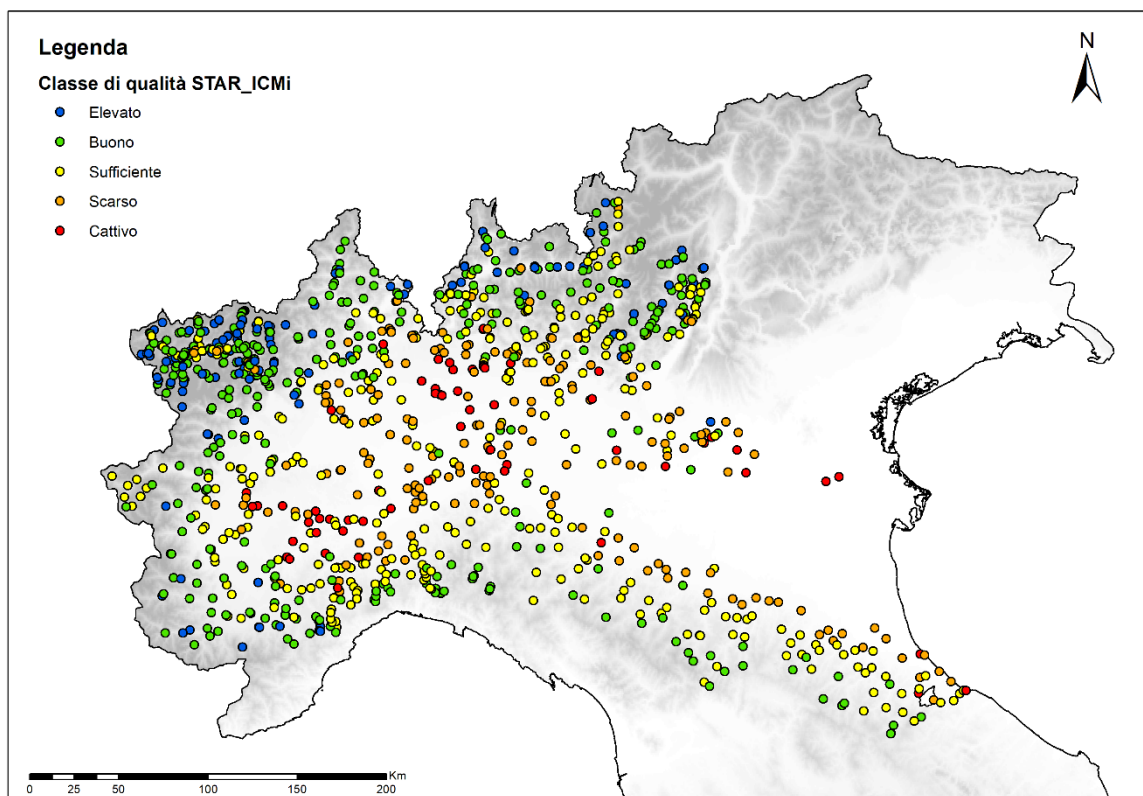 Legenda
Classe di qualità STAR_ICMi
Elevato
Buono
Sufficiente
Scarso
Cattivo
N
Km
0 25 50 100 150 200